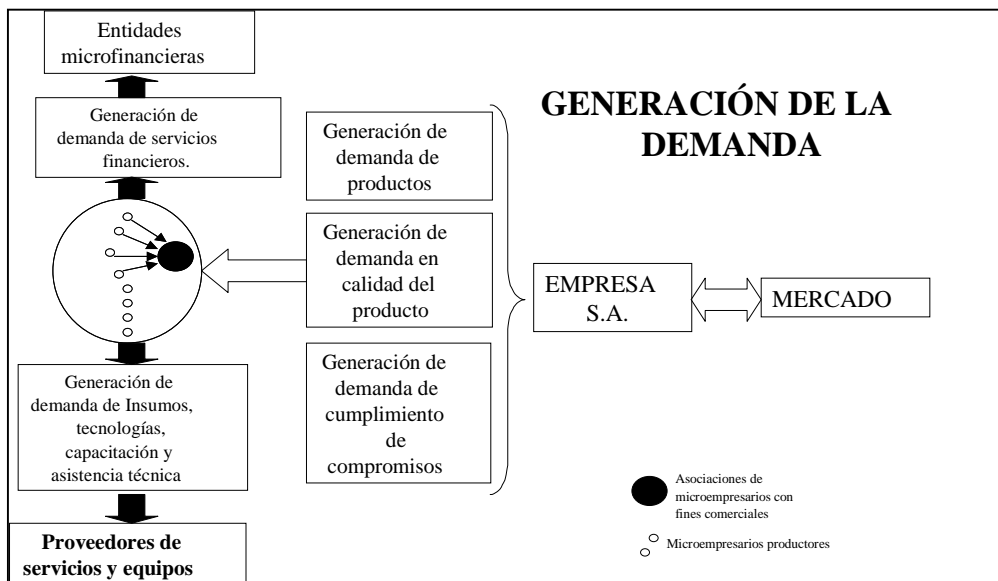 Entidades
microfinancieras
Generación de
demanda de servicios
financieros.
GENERACIÓN DE LA
DEMANDA
Generación de
demanda de
productos
Generación de
demanda en
calidad del
producto
EMPRESA
S.A.
MERCADO
Generación de
demanda de
cumplimiento
de
compromisos
Generación de
demanda de Insumos,
tecnologías,
capacitación y
asistencia técnica
Proveedores de
servicios y equipos
Asociaciones de
microempresarios con
fines comerciales
Microempresarios productores